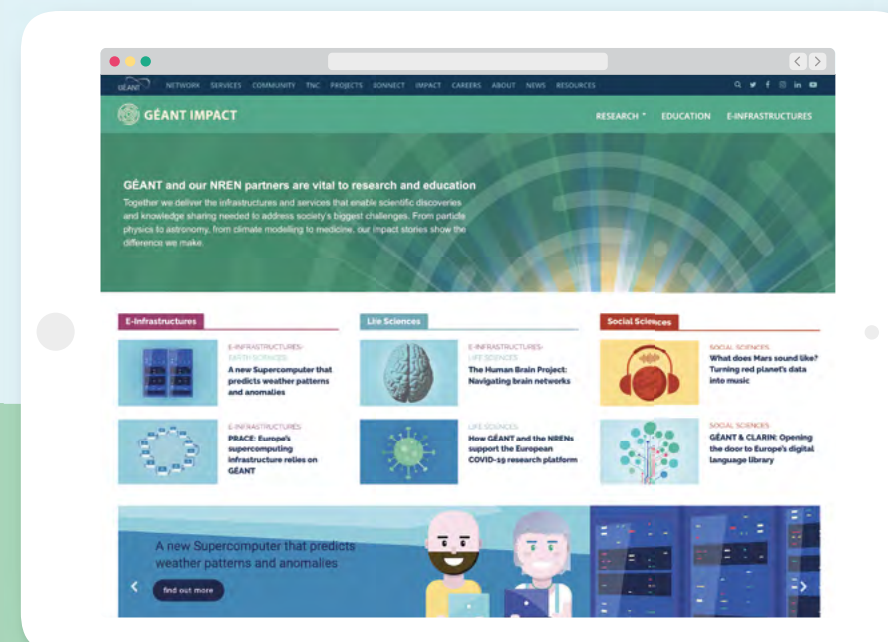 GÉANT
NETWORK SERVICES COMMUNITY TNC PROJECTS CONNECT IMPACT CAREERS ABOUT NEWS RESOURCES
GÉANT IMPACT
RESEARCH EDUCATION E-INFRASTRUCTURES
GÉANT and our NREN partners are vital to research and education
Together we deliver the infrastructures and services that enable scientific discoveries
and knowledge sharing needed to address society's biggest challenges. From particle
physics to astronomy, from climate modelling to medicine, our impact stories show the
difference we make.
E-Infrastructures
E-INFRASTRUCTURES-
EARTH SCIENCES
A new Supercomputer that
predicts weather patterns
and anomalies
E-INFRASTRUCTURES
PRACE: Europe's
supercomputing
infrastructure relies on
GÉANT
Life Sciences
E-INFRASTRUCTURES-
LIFE SCIENCES
The Human Brain Project:
Navigating brain networks
LIFE SCIENCES
How GÉANT and the NRENs
support the European
COVID-19 research platform
Social Sciences
SOCIAL SCIENCES
What does Mars sound like?
Turning red planet's data
into music
SOCIAL SCIENCES
GÉANT & CLARIN: Opening
the door to Europe's digital
language library
A new Supercomputer that predicts
weather patterns and anomalies
find out more